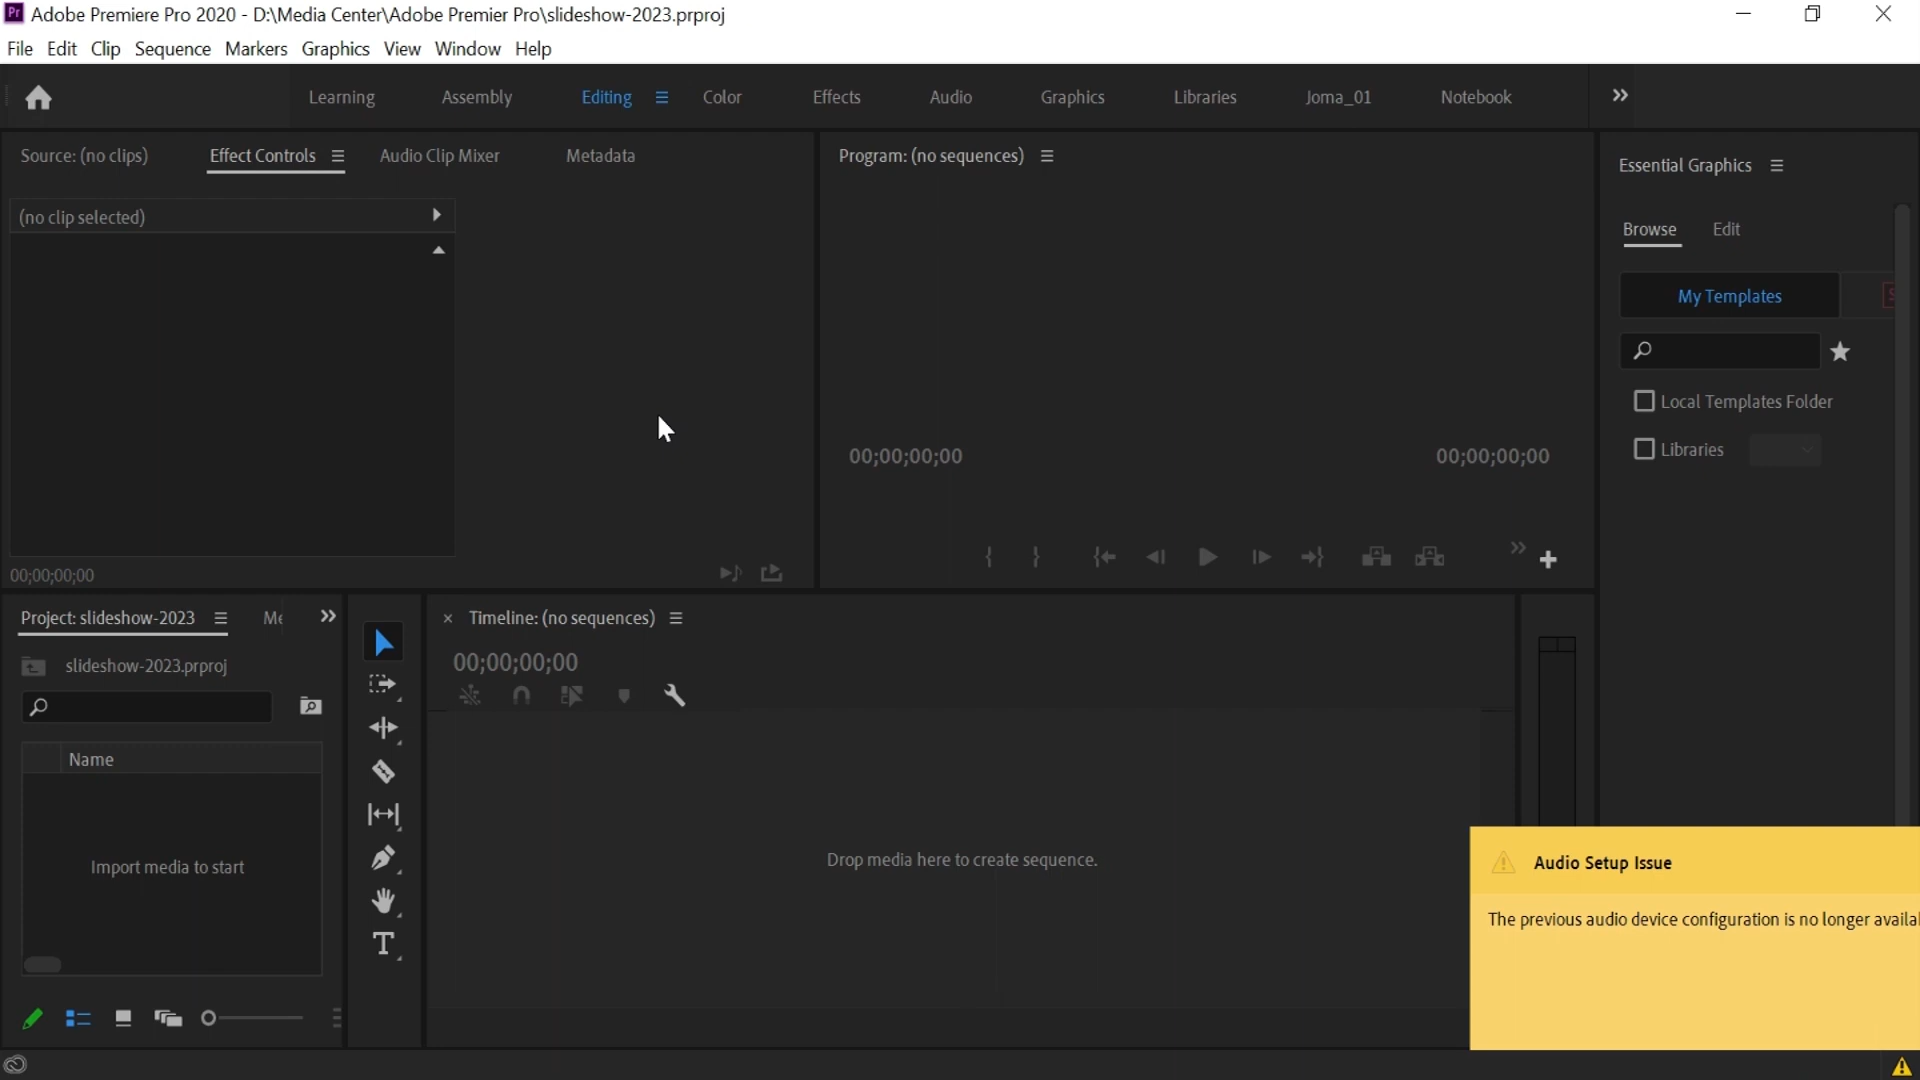 Pr Adobe Premiere Pro 2020 - D:\Media Center\Adobe Premier Pro\slideshow-2023.prproj
File Edit Clip Sequence Markers Graphics View Window Help
Learning Assembly Editing Color Effects Audio Graphics Libraries Joma_01 Notebook
Source: (no clips) Effect Controls Audio Clip Mixer Metadata
Program: (no sequences)
Essential Graphics
(no clip selected)
Browse Edit
My Templates
Local Templates Folder
Libraries
00;00;00;00 00;00;00;00
00;00;00;00
Project: slideshow-2023
Timeline: (no sequences)
slideshow-2023.prproj
00;00;00;00
Name
Import media to start
Drop media here to create sequence.
Audio Setup Issue
The previous audio device configuration is no longer